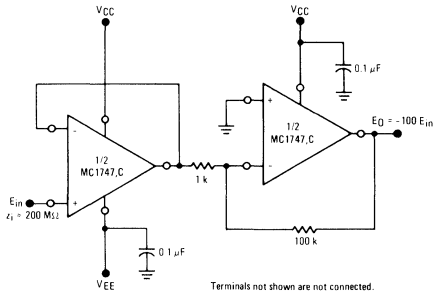 VCC
VCC
0.1 µF
-
+
1/2
MC1747,C
+
-
1/2
MC1747,C
EO = -100 Ein
1 k
Ein
zi = 200 MΩ
0.1 µF
100 k
VEE
Terminals not shown are not connected.